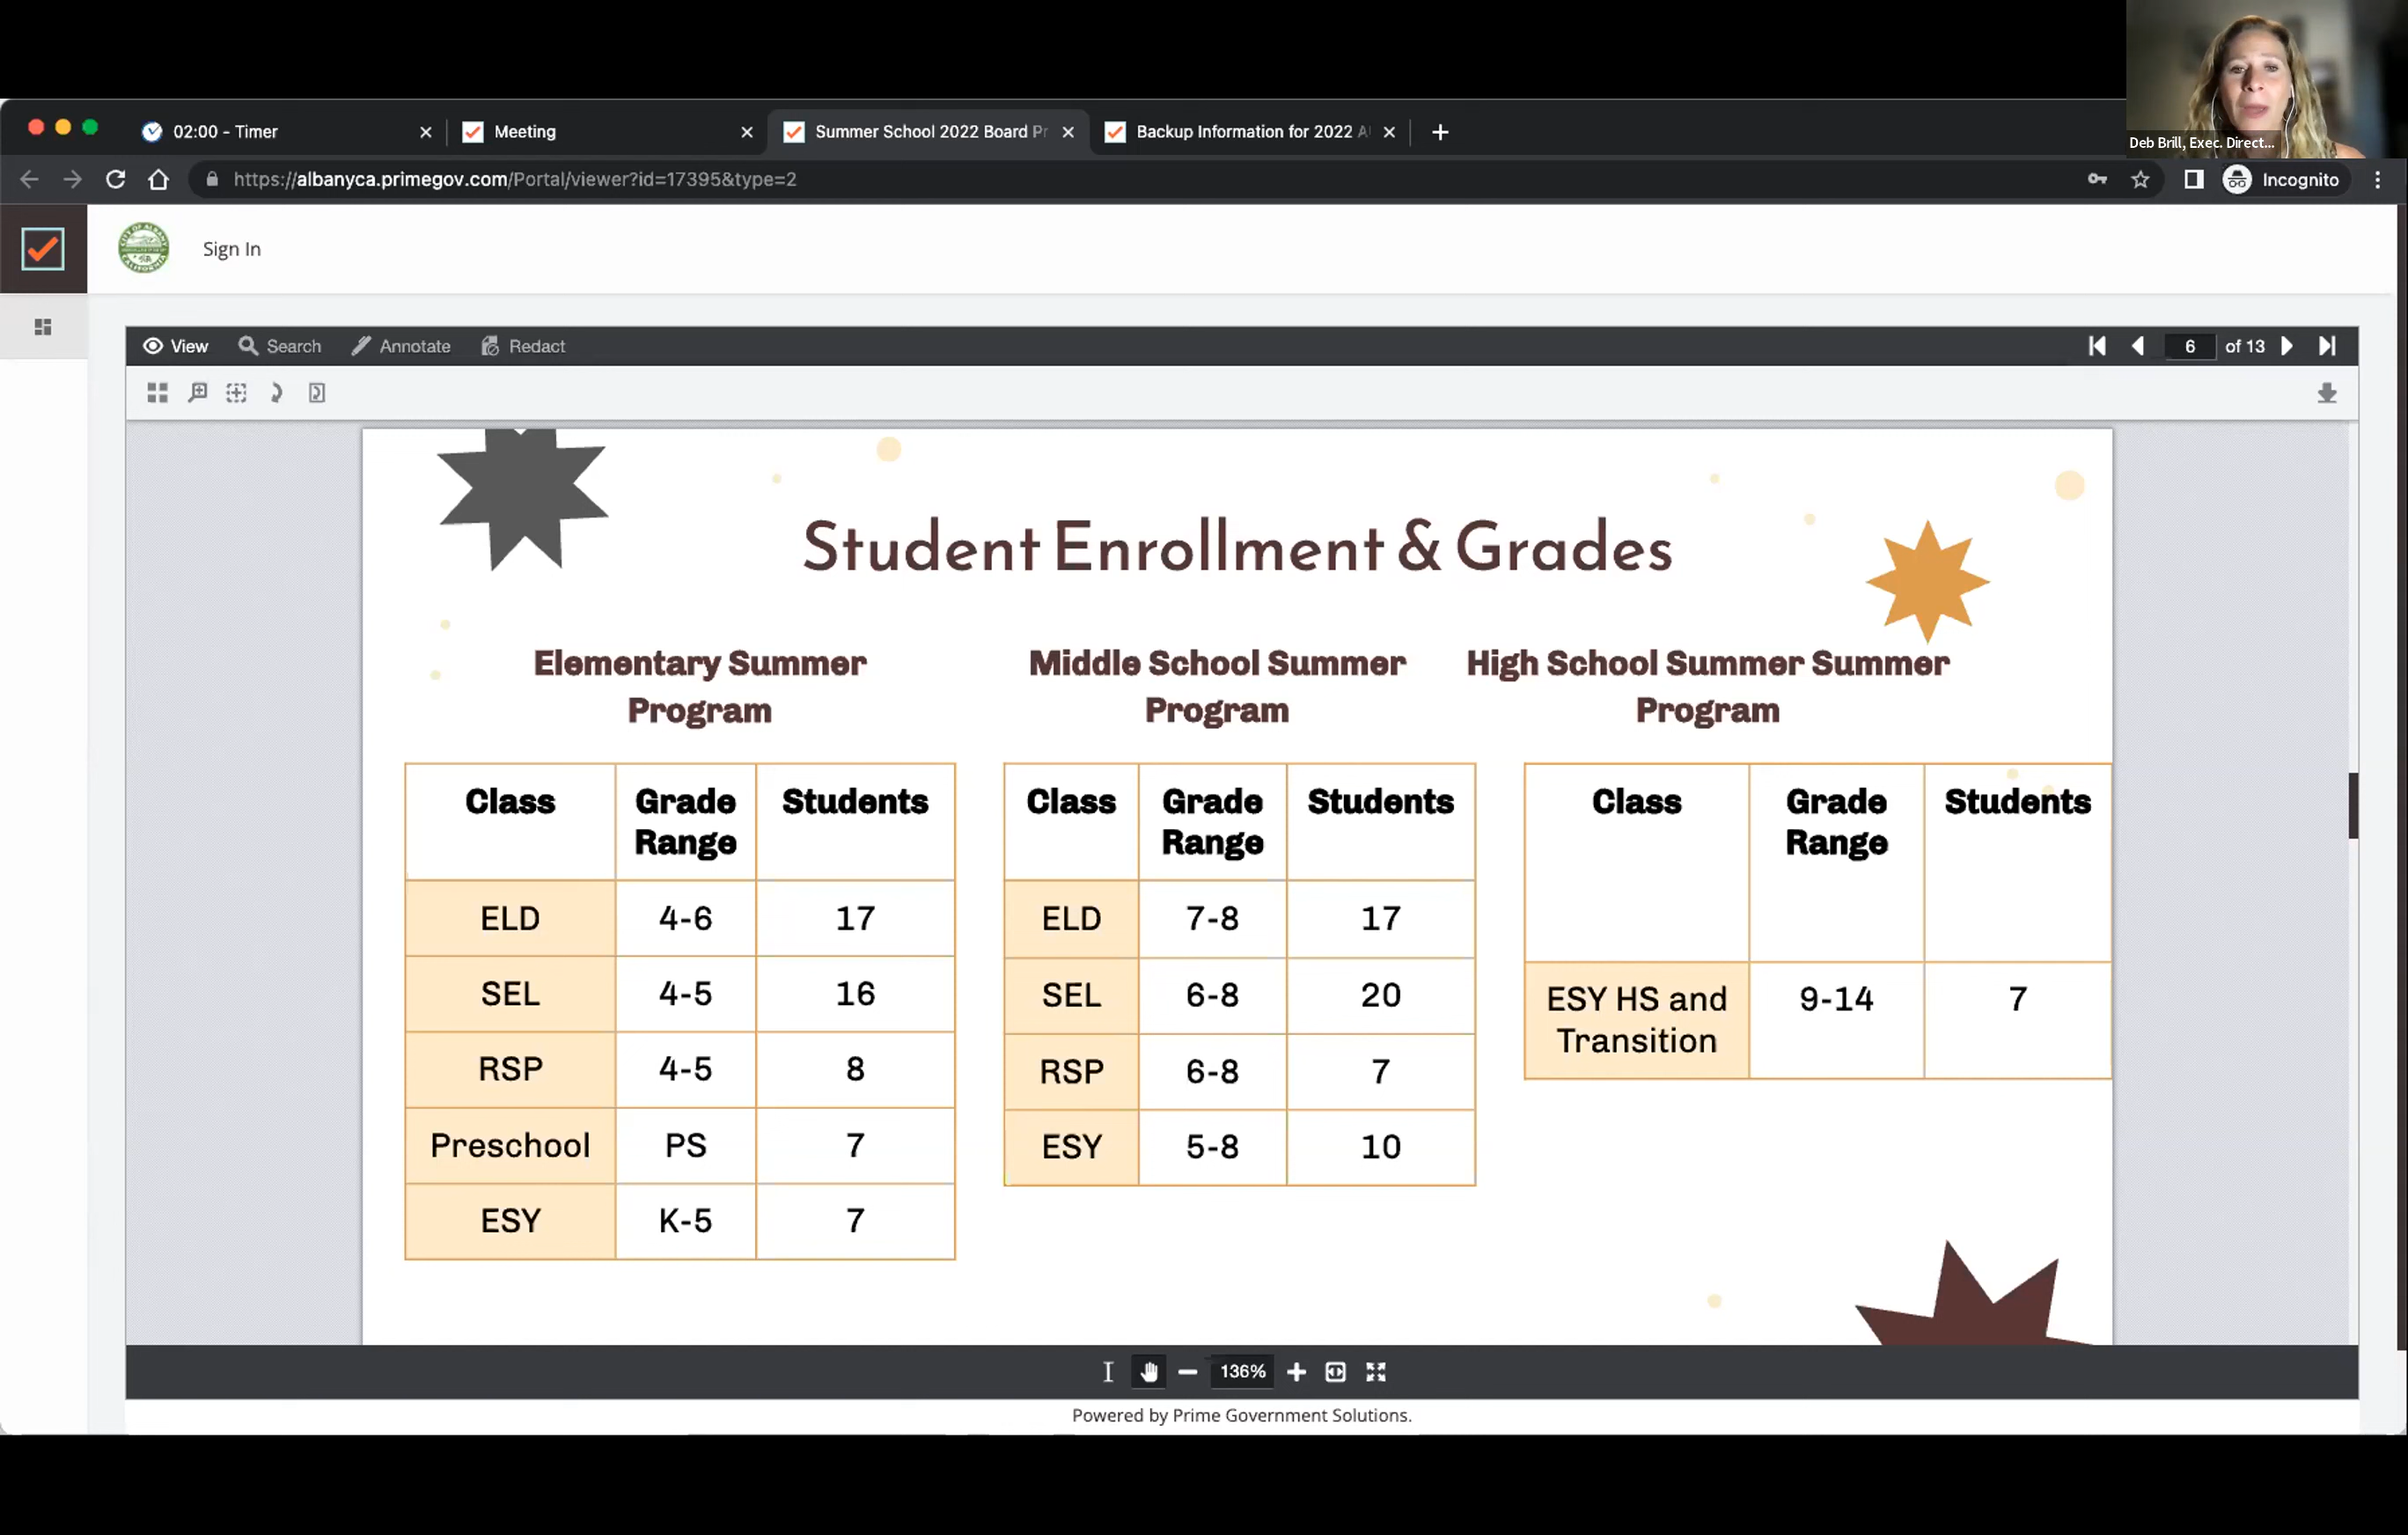 02:00 - Timer
Meeting
Summer School 2022 Board Pr
Backup Information for 2022 A
Deb Brill, Exec. Direct...
https://albanyca.primegov.com/Portal/viewer?id=17395&type=2
Incognito
CITY OF ALBANY
CALIFORNIA
Sign In
View
Search
Annotate
Redact
6 of 13
Student Enrollment & Grades
Elementary Summer
Program
Class Grade Range Students
ELD 4-6 17
SEL 4-5 16
RSP 4-5 8
Preschool PS 7
ESY K-5 7
Middle School Summer
Program
Class Grade Range Students
ELD 7-8 17
SEL 6-8 20
RSP 6-8 7
ESY 5-8 10
High School Summer Summer
Program
Class Grade Range Students
ESY HS and Transition 9-14 7
136%
Powered by Prime Government Solutions.